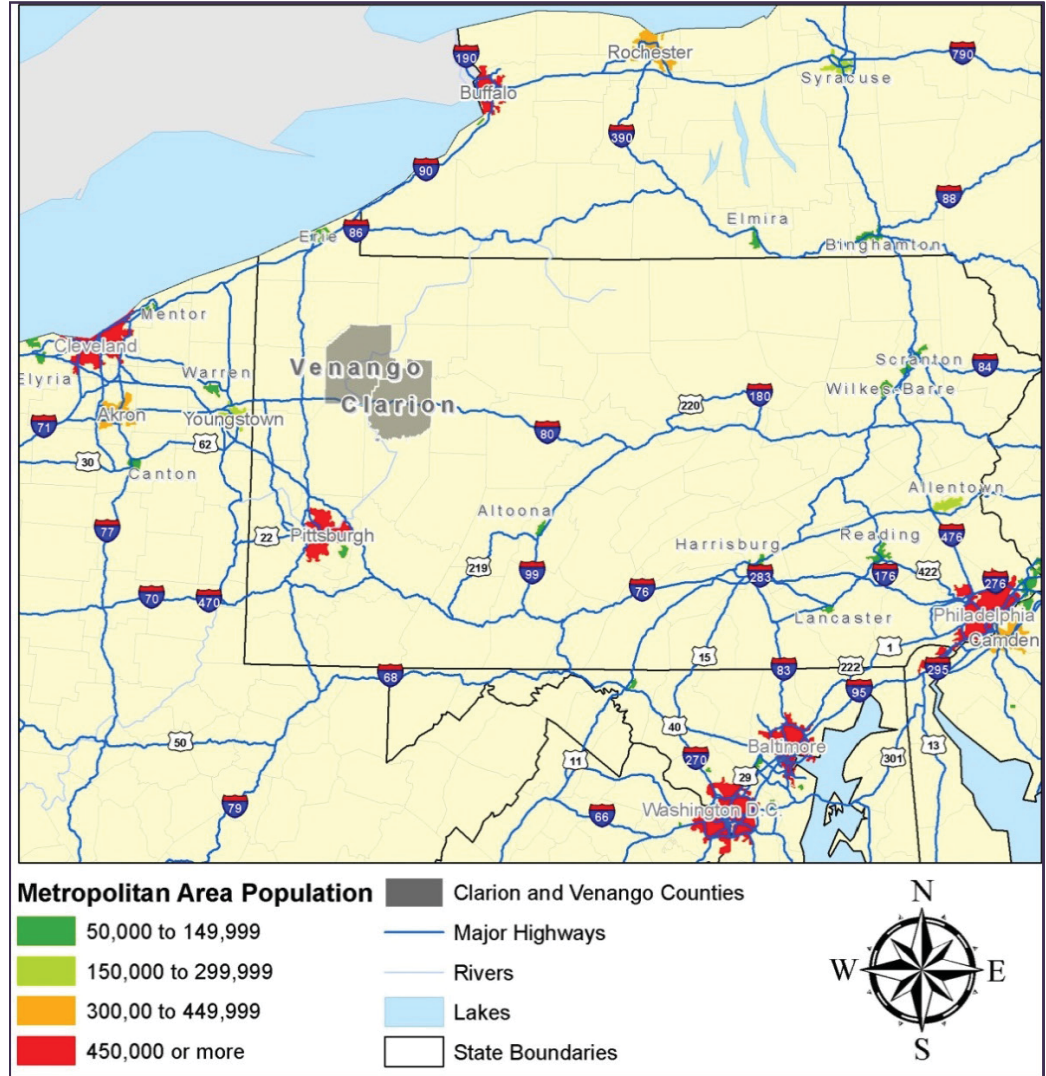 190
Rochester
790
Syracuse
Buffalo
390
90
88
Elmira
86
Erie
Binghamton
Mentor
Cleveland
Scranton
84
Venango
Elyria
Warren
Wilkes-Barre
180
220
Clarion
Akron
Youngstown
71
80
62
30
Canton
Allentown
Altoona
77
Pittsburgh
22
476
Harrisburg
Reading
219
99
283
176
422
276
76
70
470
Lancaster
Philadelphia
Camden
1
15
222
68
83
295
95
40
50
Baltimore
13
11
270
301
29
79
66
Washington D.C.
Metropolitan Area Population
50,000 to 149,999
150,000 to 299,999
300,00 to 449,999
450,000 or more
Clarion and Venango Counties
Major Highways
Rivers
Lakes
State Boundaries
N
W
E
S